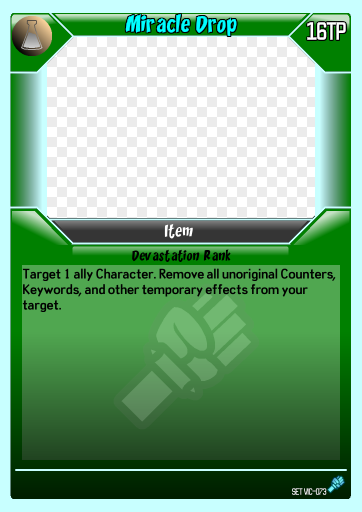 Miracle Drop
16TP
Item
Devastation Rank
Target 1 ally Character. Remove all unoriginal Counters,
Keywords, and other temporary effects from your
target.
SET VIC-073